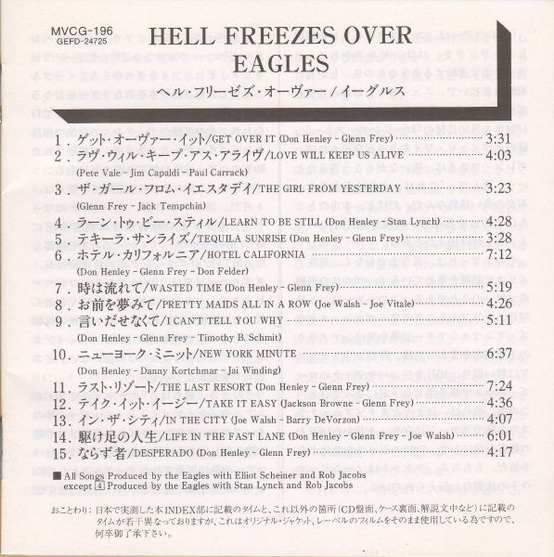 MVCG-196
GEFD-24725
HELL FREEZES OVER
EAGLES
ヘル・フリーゼズ・オーヴァー/イーグルス
1．ゲット・オーヴァー・イット/GET OVER IT (Don Henley - Glenn Frey) 3:31
2．ラヴ・ウィル・キープ・アス・アライヴ/LOVE WILL KEEP US ALIVE 4:03
(Pete Vale - Jim Capaldi - Paul Carrack)
3．ザ・ガール・フロム・イエスタデイ/THE GIRL FROM YESTERDAY 3:23
(Glenn Frey - Jack Tempchin)
4．ラーン・トゥ・ビー・スティル/LEARN TO BE STILL (Don Henley - Stan Lynch) 4:28
5．テキーラ・サンライズ/TEQUILA SUNRISE (Don Henley - Glenn Frey) 3:28
6．ホテル・カリフォルニア/HOTEL CALIFORNIA 7:12
(Don Henley - Glenn Frey - Don Felder)
7．時は流れて/WASTED TIME (Don Henley - Glenn Frey) 5:19
8．お前を夢みて/PRETTY MAIDS ALL IN A ROW (Joe Walsh - Joe Vitale) 4:26
9．言いだせなくて/I CAN'T TELL YOU WHY 5:11
(Don Henley - Glenn Frey - Timothy B. Schmit)
10．ニューヨーク・ミニット/NEW YORK MINUTE 6:37
(Don Henley - Danny Kortchmar - Jai Winding)
11．ラスト・リゾート/THE LAST RESORT (Don Henley - Glenn Frey) 7:24
12．テイク・イット・イージー/TAKE IT EASY (Jackson Browne - Glenn Frey) 4:36
13．イン・ザ・シティ/IN THE CITY (Joe Walsh - Barry DeVorzon) 4:07
14．駆け足の人生/LIFE IN THE FAST LANE (Don Henley - Glenn Frey - Joe Walsh) 6:01
15．ならず者/DESPERADO (Don Henley - Glenn Frey) 4:17
■All Songs Produced by the Eagles with Elliot Scheiner and Rob Jacobs
except 4 Produced by the Eagles with Stan Lynch and Rob Jacobs
おことわり：日本で実測した本INDEX部に記載のタイムと、これ以外の箇所(CD盤面、ケース裏面、解説文中など)に記載の
タイムが若干異なっておりますが、これはオリジナル・ジャケット、レーベルのフィルムをそのまま使用している為ですので、
何卒御了承下さい。